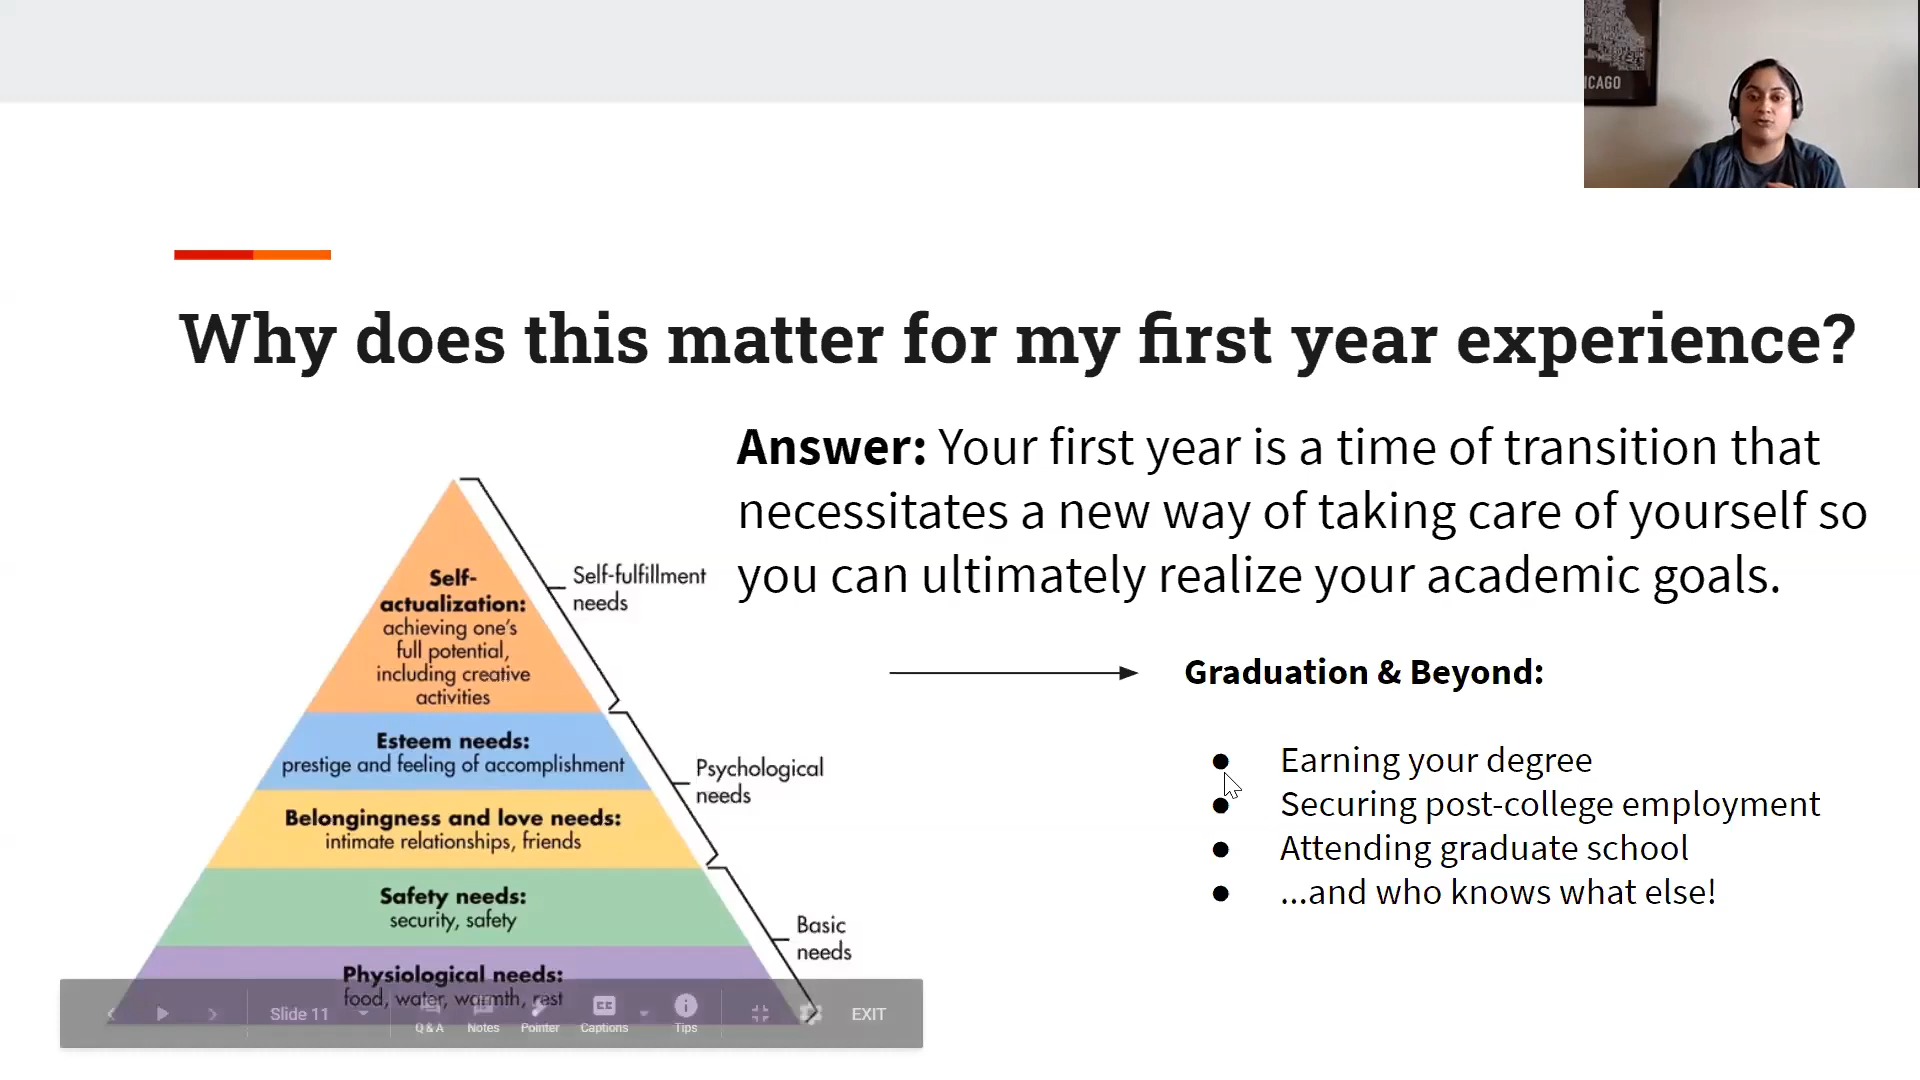 ICAGO
Why does this matter for my first year experience?
Answer: Your first year is a time of transition that
necessitates a new way of taking care of yourself so
you can ultimately realize your academic goals.
Self-
actualization:
achieving one's
full potential,
including creative
activities
Self-fulfillment
needs
Esteem needs:
prestige and feeling of accomplishment
Psychological
needs
Belongingness and love needs:
intimate relationships, friends
Safety needs:
security, safety
Basic
needs
Physiological needs:
food, water, warmth, rest
Graduation & Beyond:
● Earning your degree
● Securing post-college employment
● Attending graduate school
● ...and who knows what else!
Slide 11
Q & A
Notes
Pointer
CC
Captions
Tips
EXIT